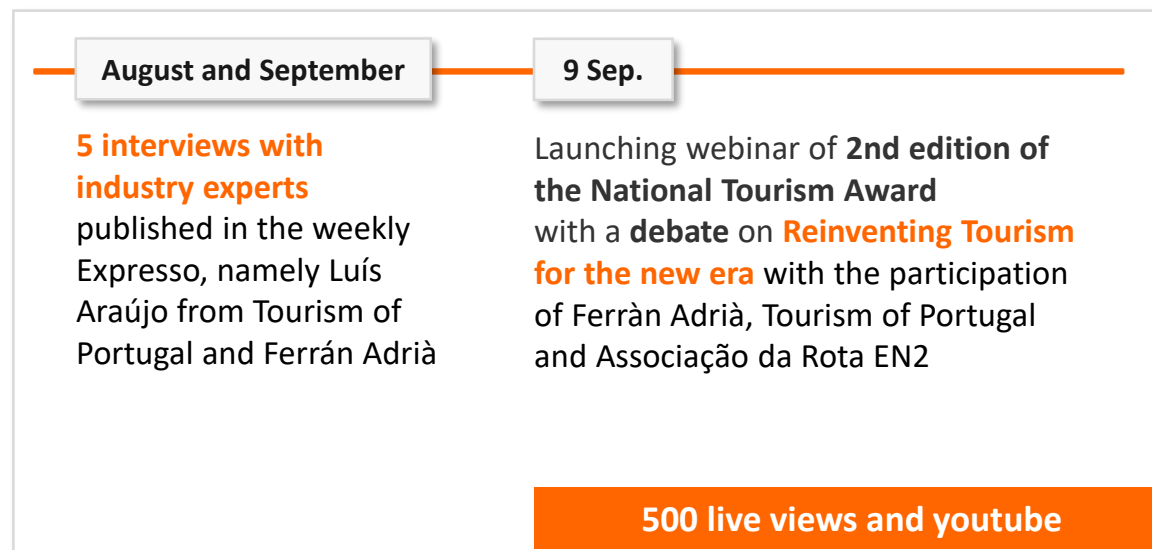 August and September
5 interviews with
industry experts
published in the weekly
Expresso, namely Luís
Araújo from Tourism of
Portugal and Ferrán Adrià
9 Sep.
Launching webinar of 2nd edition of
the National Tourism Award
with a debate on Reinventing Tourism
for the new era with the participation
of Ferràn Adrià, Tourism of Portugal
and Associação da Rota EN2
500 live views and youtube